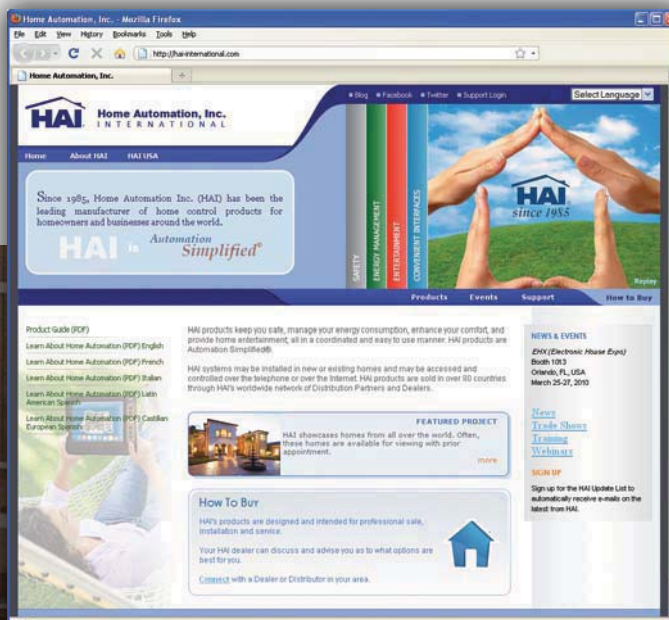 Home Automation, Inc. - Mozilla Firefox
File Edit View History Bookmarks Tools Help
http://hai-international.com
Home Automation, Inc.
Blog Facebook Twitter Support Login
Select Language
HAI
Home Automation, Inc.
INTERNATIONAL
Home About HAI HAI USA
Since 1985, Home Automation Inc. (HAI) has been the
leading manufacturer of home control products for
homeowners and businesses around the world.
HAI is Automation
Simplified®
SAFETY
ENERGY MANAGEMENT
ENTERTAINMENT
CONVENIENT INTERFACES
HAI
since 1985
Replay
Products Events Support How to Buy
Product Guide (PDF)
Learn About Home Automation (PDF) English
Learn About Home Automation (PDF) French
Learn About Home Automation (PDF) Italian
Learn About Home Automation (PDF) Latin
American Spanish
Learn About Home Automation (PDF) Castilian
European Spanish
HAI products keep you safe, manage your energy consumption, enhance your comfort, and
provide home entertainment, all in a coordinated and easy to use manner. HAI products are
Automation Simplified®.
HAI systems may be installed in new or existing homes and may be accessed and
controlled over the telephone or over the Internet. HAI products are sold in over 80 countries
through HAI's worldwide network of Distribution Partners and Dealers.
FEATURED PROJECT
HAI showcases homes from all over the world. Often,
these homes are available for viewing with prior
appointment.
more
HOW TO BUY
HAI's products are designed and intended for professional sale,
installation and service.
Your HAI dealer can discuss and advise you as to what options are
best for you.
Connect with a Dealer or Distributor in your area.
NEWS & EVENTS
EHX (Electronic House Expo)
Booth 1013
Orlando, FL, USA
March 25-27, 2010
News
Trade Shows
Training
Webinars
SIGN UP
Sign up for the HAI Update List to
automatically receive e-mails on the
latest from HAI.